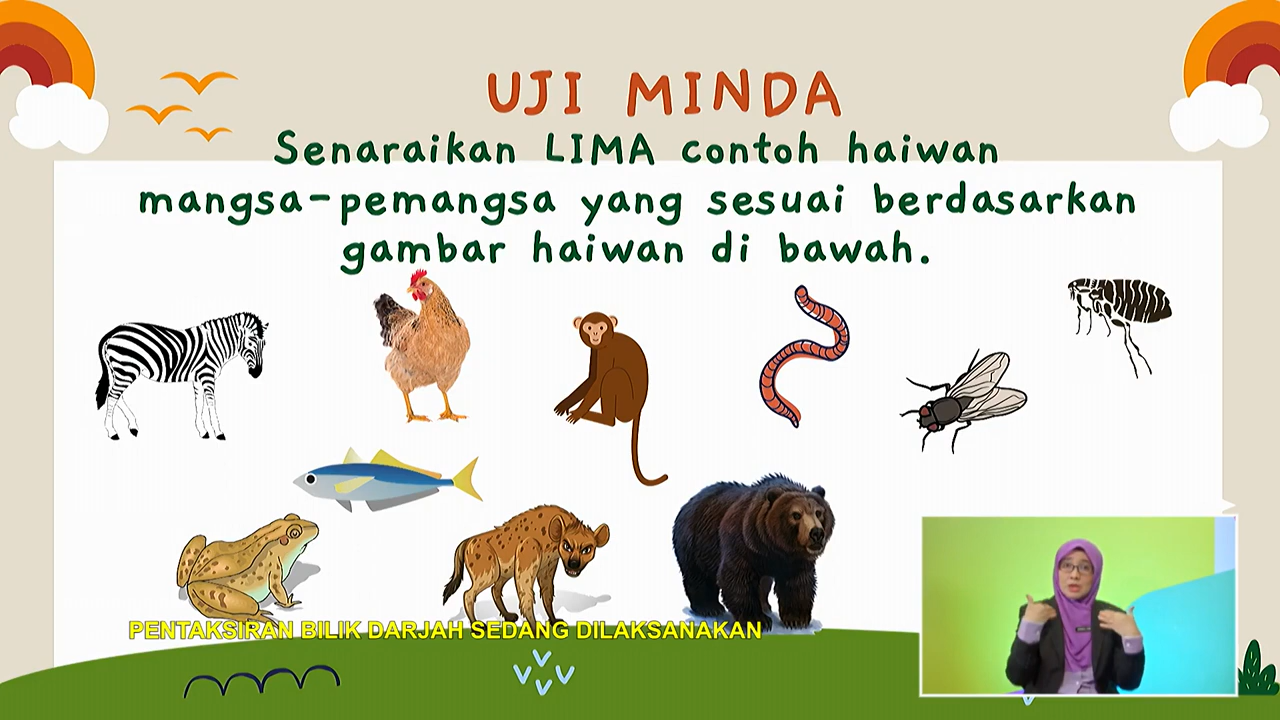 UJI MINDA
Senaraikan LIMA contoh haiwan
mangsa-pemangsa yang sesuai berdasarkan
gambar haiwan di bawah.
PENTAKSIRAN BILIK DARJAH SEDANG DILAKSANAKAN